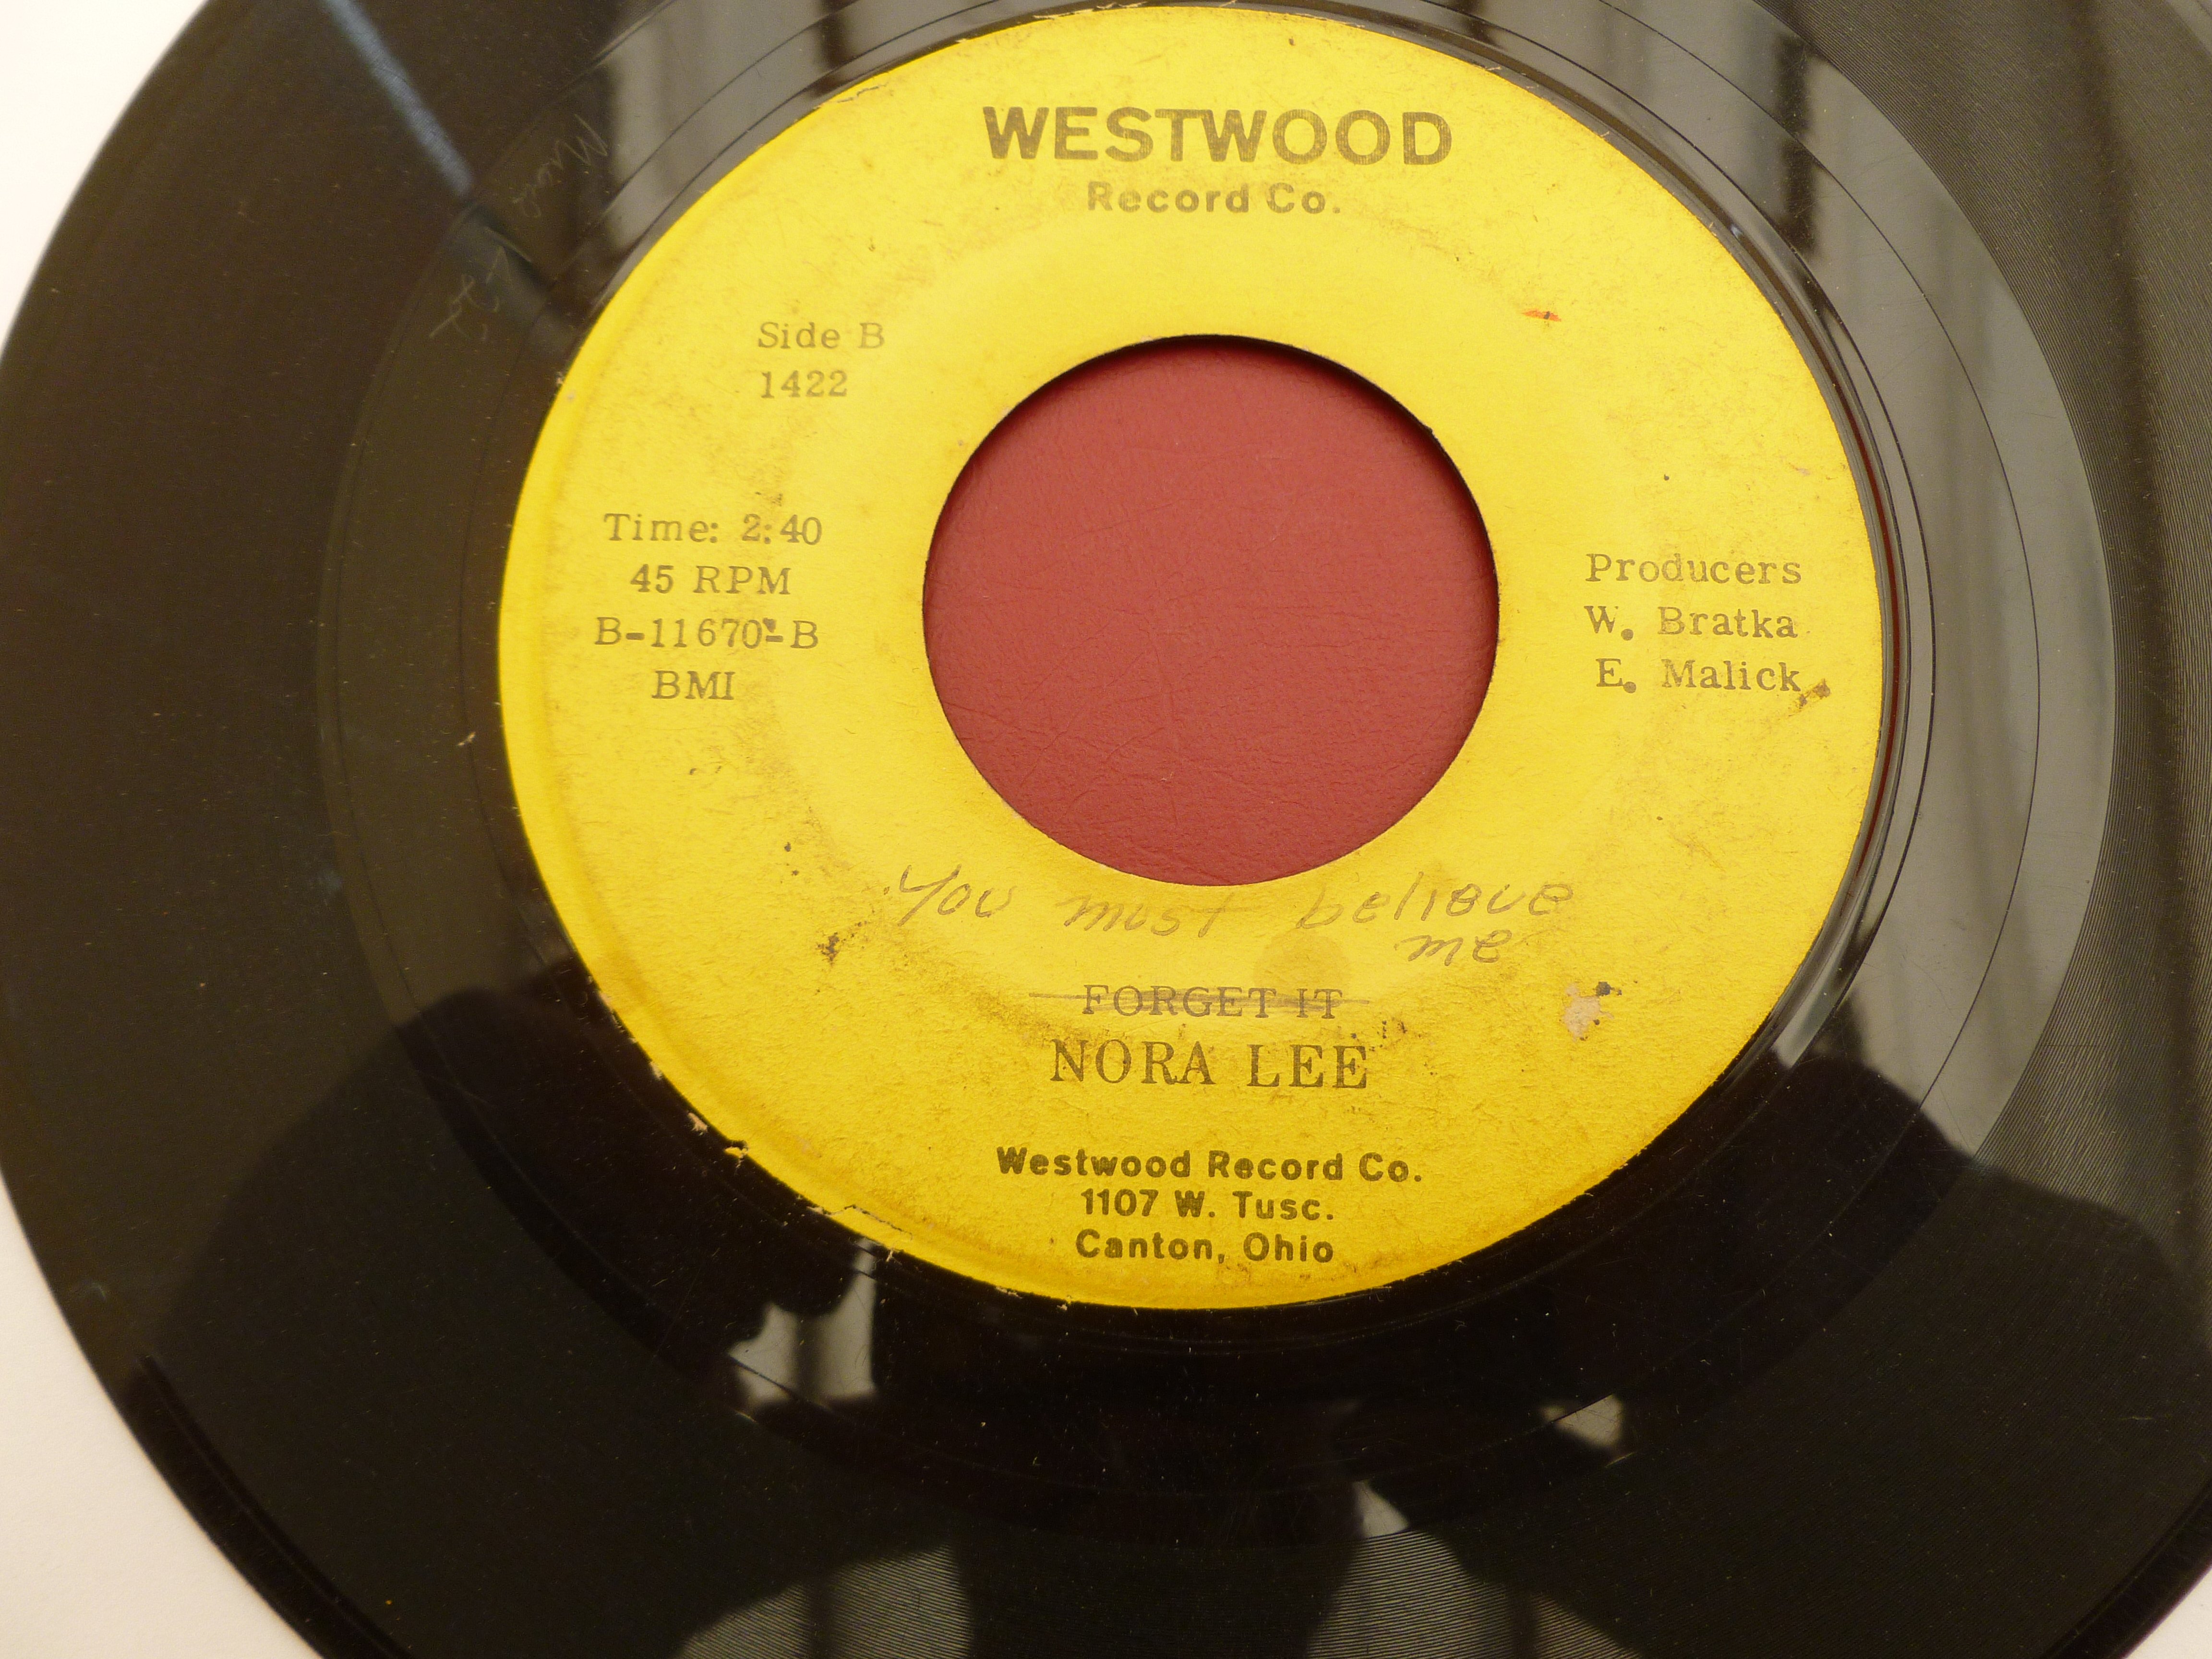 WESTWOOD
Record Co.
Side B
1422
Time: 2:40
45 RPM
B-11670-B
BMI
Producers
W. Bratka
E. Malick
You must believe
me
FORGET IT
NORA LEE
Westwood Record Co.
1107 W. Tusc.
Canton, Ohio